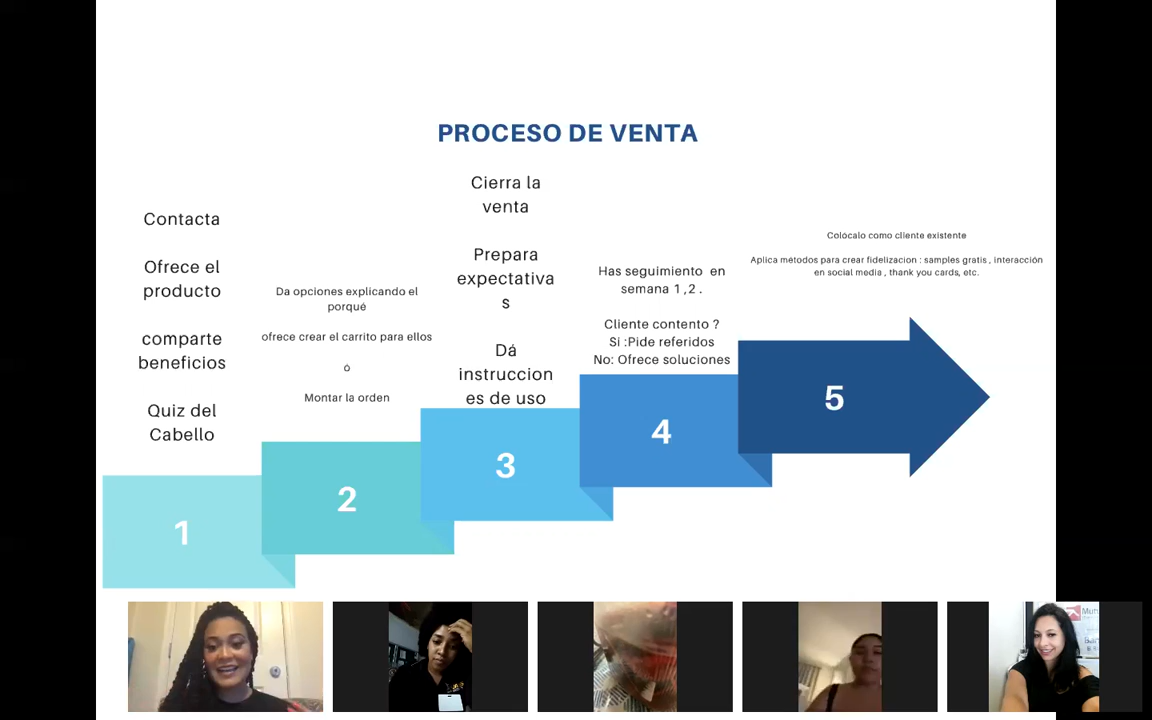 PROCESO DE VENTA
Contacta
Ofrece el
producto
comparte
beneficios
Quiz del
Cabello
1
Da opciones explicando el
porqué
ofrece crear el carrito para ellos
ò
Montar la orden
2
Cierra la
venta
Prepara
expectativa
s
Dá
instruccion
es de uso
3
Has seguimiento en
semana 1 ,2 .
Cliente contento ?
Si :Pide referidos
No: Ofrece soluciones
4
Colócalo como cliente existente
Aplica métodos para crear fidelizacion : samples gratis , interacción
en social media , thank you cards, etc.
5